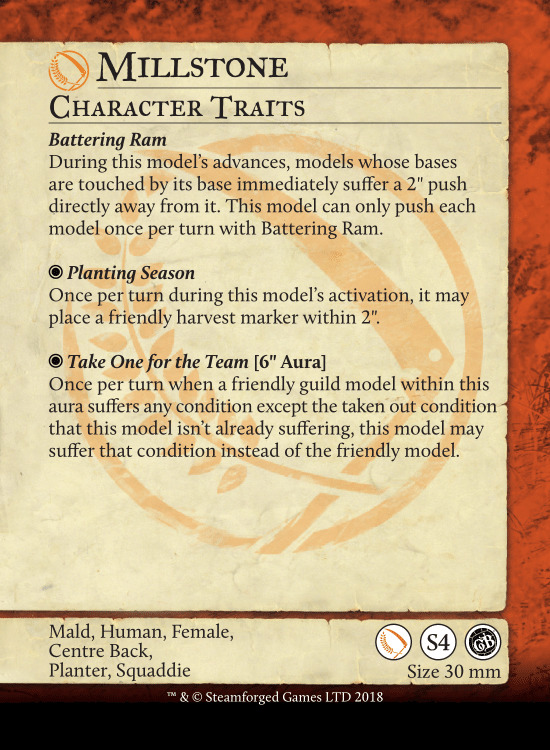 Millstone
Character Traits
Battering Ram
During this model's advances, models whose bases
are touched by its base immediately suffer a 2" push
directly away from it. This model can only push each
model once per turn with Battering Ram.
Planting Season
Once per turn during this model's activation, it may
place a friendly harvest marker within 2".
Take One for the Team [6" Aura]
Once per turn when a friendly guild model within this
aura suffers any condition except the taken out condition
that this model isn't already suffering, this model may
suffer that condition instead of the friendly model.
Mald, Human, Female,
Centre Back,
Planter, Squaddie
S4
GB
Size 30 mm
™ & © Steamforged Games LTD 2018